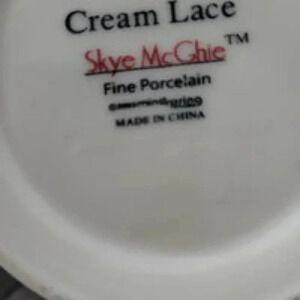 Cream Lace
Skye McGhie™
Fine Porcelain
MADE IN CHINA